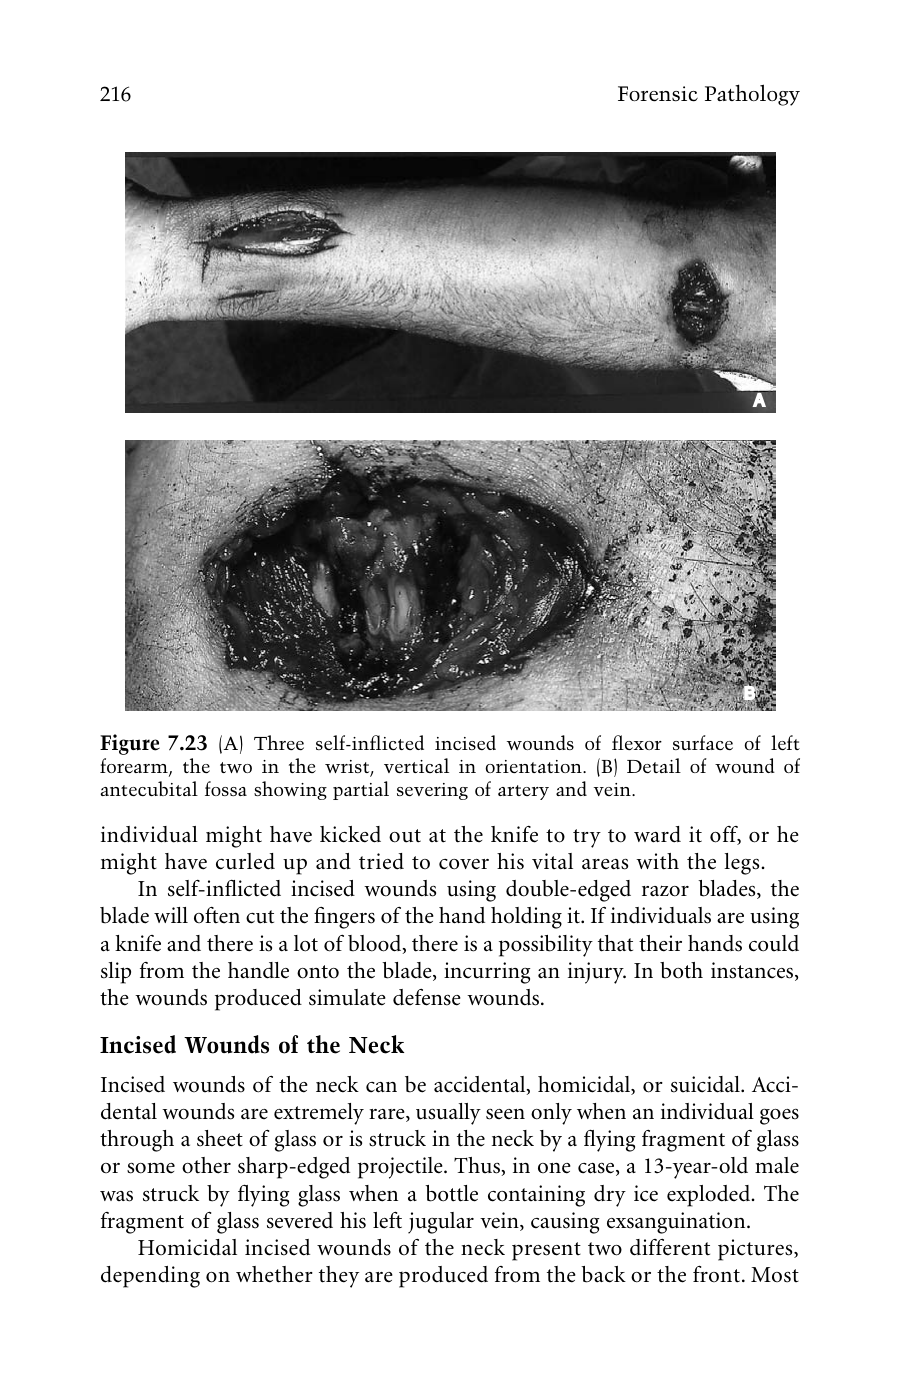 216
Forensic Pathology
A
B
Figure 7.23 (A) Three self-inflicted incised wounds of flexor surface of left
forearm, the two in the wrist, vertical in orientation. (B) Detail of wound of
antecubital fossa showing partial severing of artery and vein.
individual might have kicked out at the knife to try to ward it off, or he
might have curled up and tried to cover his vital areas with the legs.
In self-inflicted incised wounds using double-edged razor blades, the
blade will often cut the fingers of the hand holding it. If individuals are using
a knife and there is a lot of blood, there is a possibility that their hands could
slip from the handle onto the blade, incurring an injury. In both instances,
the wounds produced simulate defense wounds.
Incised Wounds of the Neck
Incised wounds of the neck can be accidental, homicidal, or suicidal. Acci-
dental wounds are extremely rare, usually seen only when an individual goes
through a sheet of glass or is struck in the neck by a flying fragment of glass
or some other sharp-edged projectile. Thus, in one case, a 13-year-old male
was struck by flying glass when a bottle containing dry ice exploded. The
fragment of glass severed his left jugular vein, causing exsanguination.
Homicidal incised wounds of the neck present two different pictures,
depending on whether they are produced from the back or the front. Most